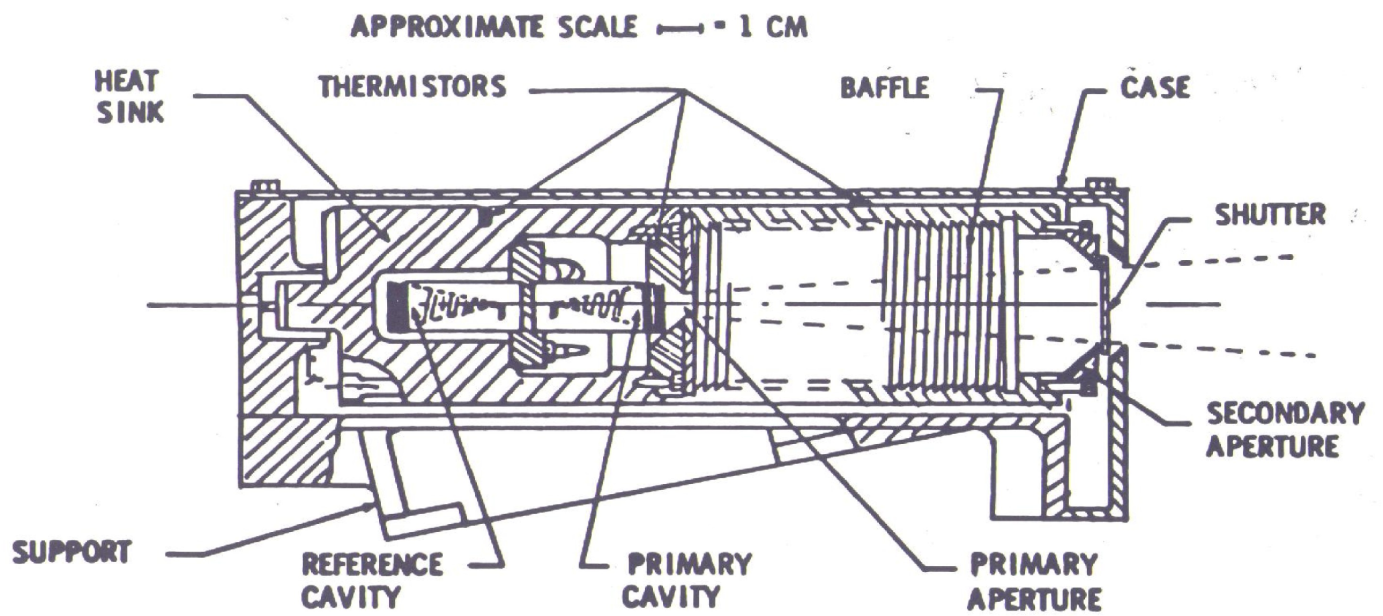 APPROXIMATE SCALE = 1 CM
HEAT
SINK
THERMISTORS
BAFFLE
CASE
SHUTTER
SECONDARY
APERTURE
SUPPORT
REFERENCE
CAVITY
PRIMARY
CAVITY
PRIMARY
APERTURE